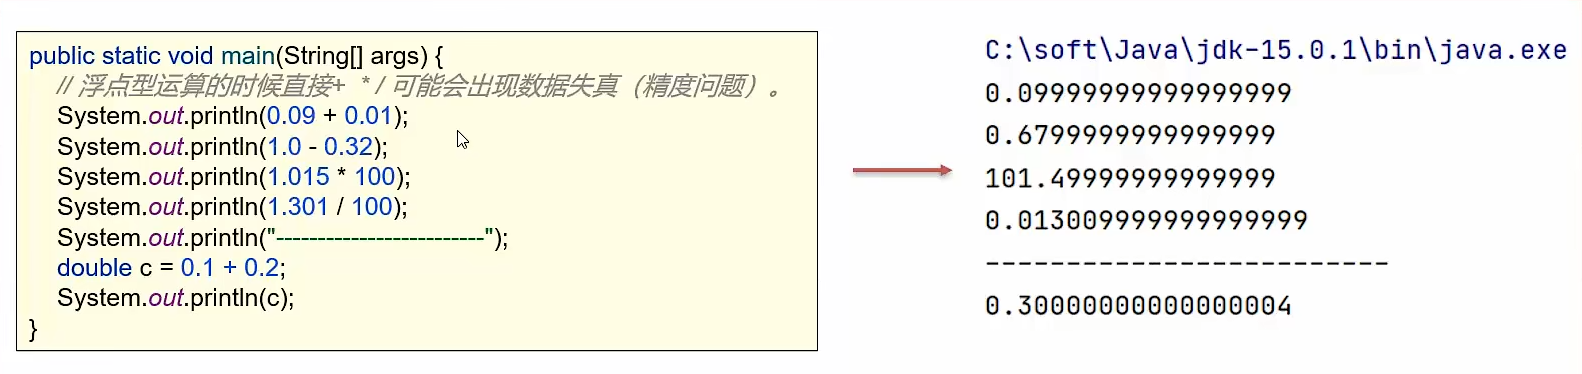 public static void main(String[] args) {
// 浮点型运算的时候直接+  * / 可能会出现数据失真（精度问题）。
System.out.println(0.09 + 0.01);
System.out.println(1.0 - 0.32);
System.out.println(1.015 * 100);
System.out.println(1.301 / 100);
System.out.println("-------------------------");
double c = 0.1 + 0.2;
System.out.println(c);
}
C:\soft\Java\jdk-15.0.1\bin\java.exe
0.09999999999999999
0.6799999999999999
101.49999999999999
0.013009999999999999
-------------------------
0.30000000000000004